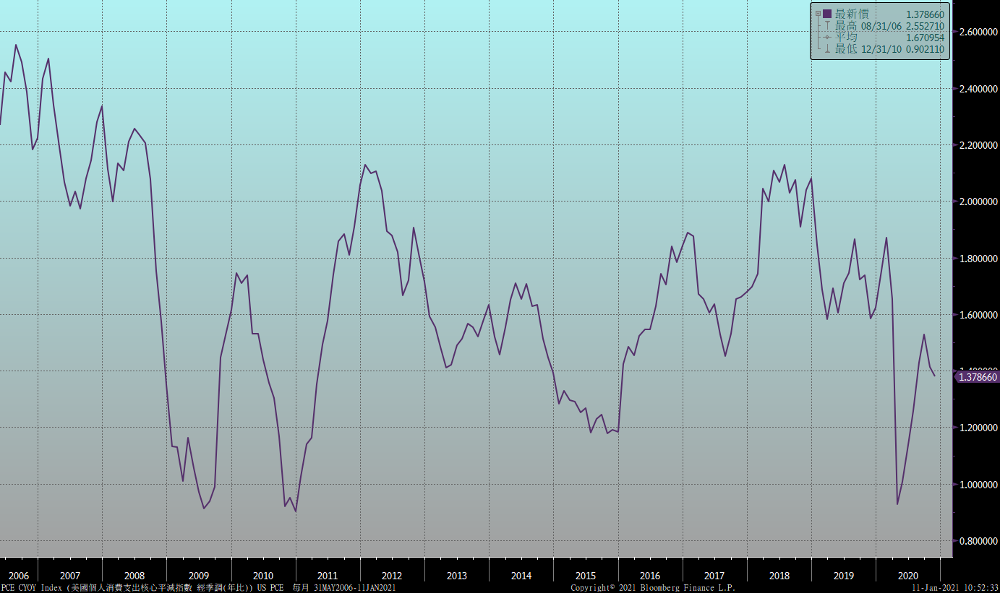 最新價 1.378660
最高 08/31/06 2.552710
平均 1.670954
最低 12/31/10 0.902110
2.600000
2.400000
2.200000
2.000000
1.800000
1.600000
1.400000
1.378660
1.200000
1.000000
0.800000
2006 2007 2008 2009 2010 2011 2012 2013 2014 2015 2016 2017 2018 2019 2020
PCE CYOY Index (美國個人消費支出核心平減指數 經季調(年比)) US PCE 每月 31MAY2006-11JAN2021 Copyright© 2021 Bloomberg Finance L.P. 11-Jan-2021 10:52:33